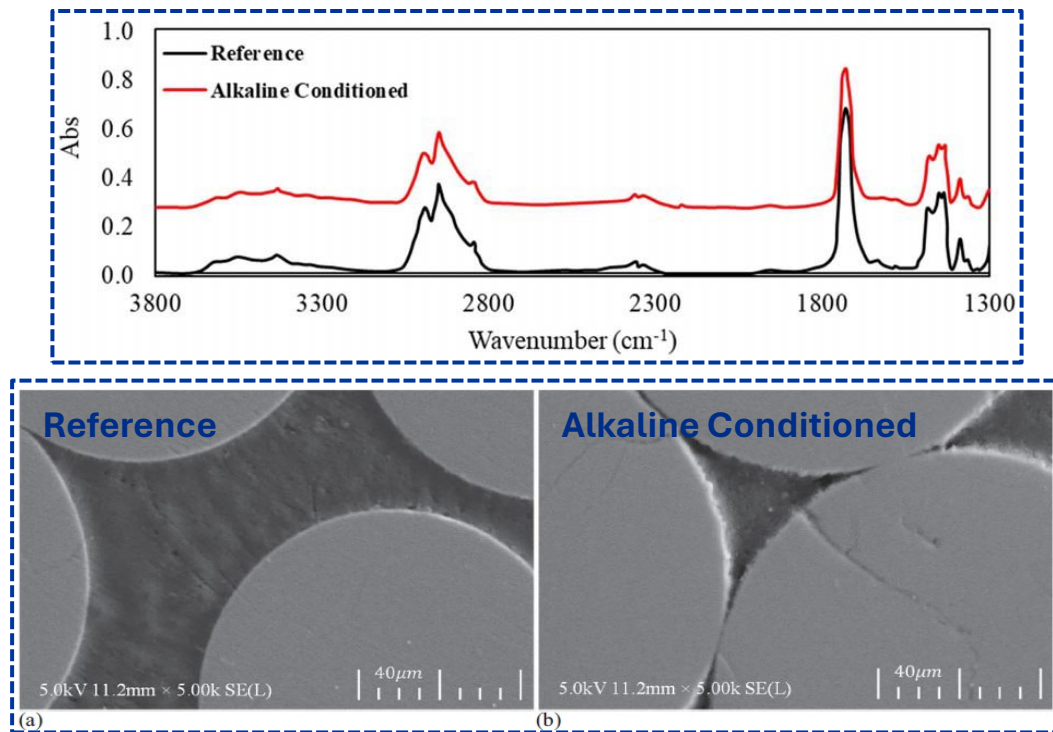 1.0
0.8
0.6
0.4
0.2
0.0
Abs
Reference
Alkaline Conditioned
3800 3300 2800 2300 1800 1300
Wavenumber (cm-1)
Reference
Alkaline Conditioned
40μm
40μm
5.0kV 11.2mm × 5.00k SE(L)
5.0kV 11.2mm × 5.00k SE(L)
(a)
(b)